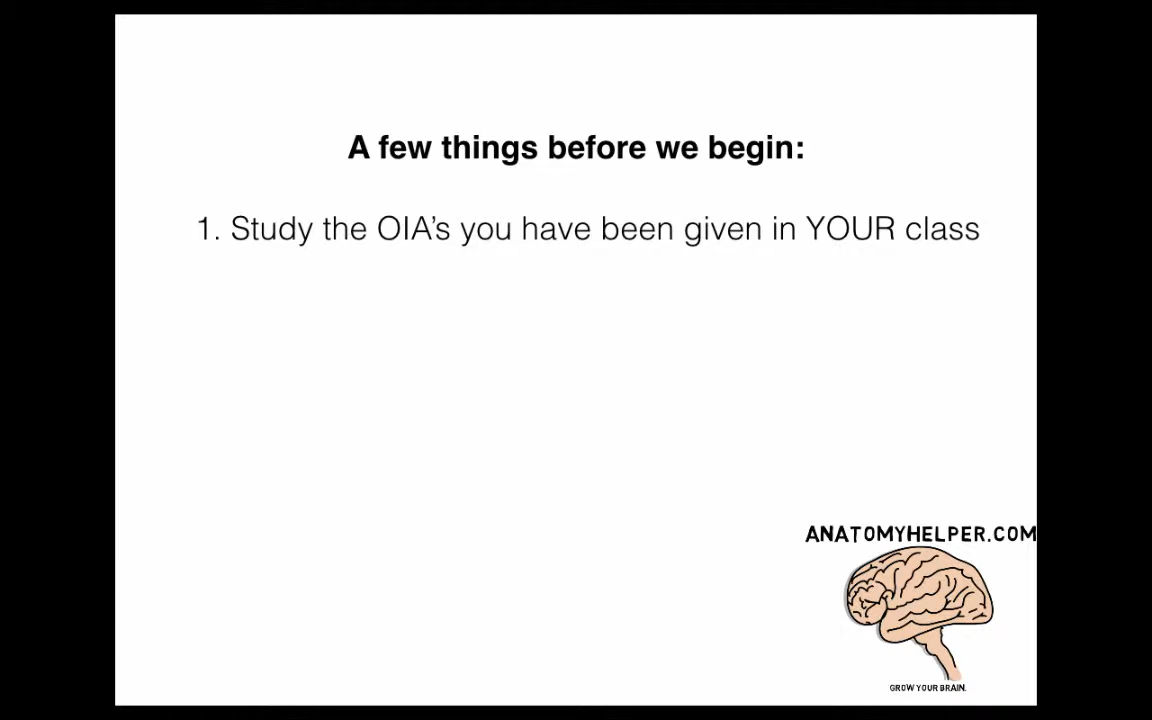 A few things before we begin:
1. Study the OIA’s you have been given in YOUR class
ANATOMYHELPER.COM
GROW YOUR BRAIN.